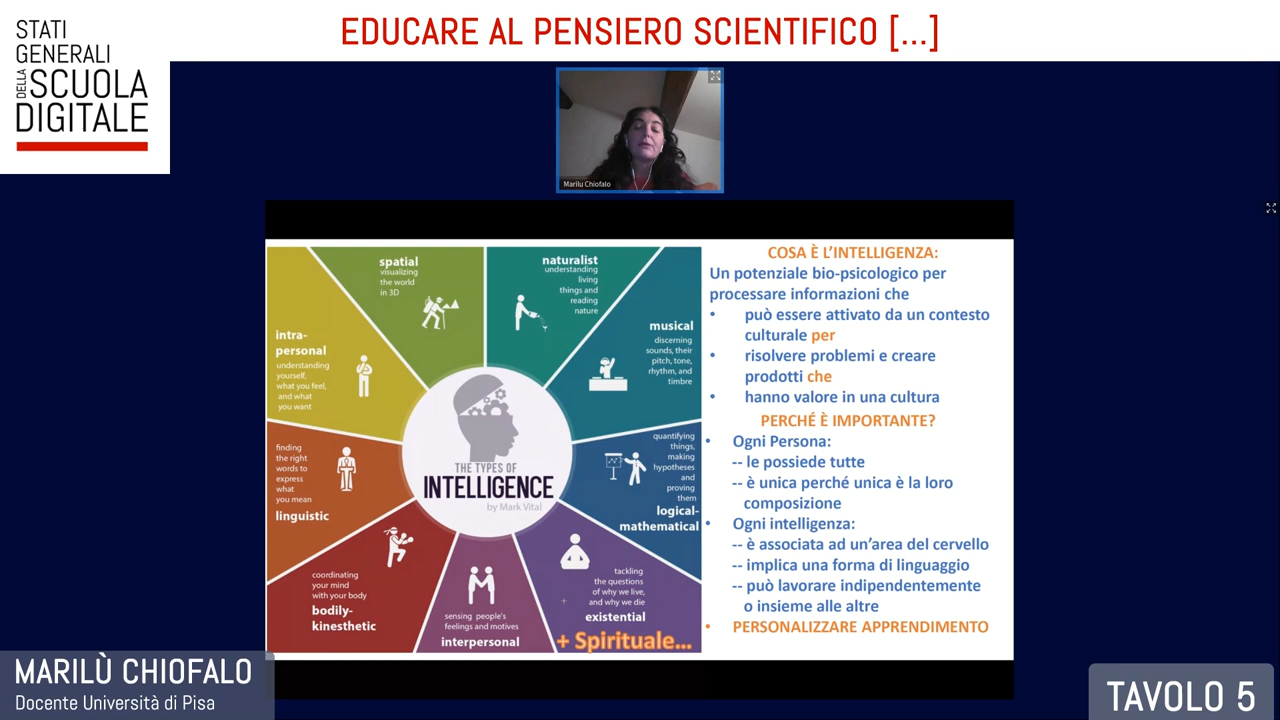 STATI
GENERALI
DELLA SCUOLA
DIGITALE
EDUCARE AL PENSIERO SCIENTIFICO [...]
Marilu Chiofalo
spatial
visualizing
the world
in 3D
naturalist
understanding
living
things and
reading
nature
musical
discerning
sounds, their
pitch, tone,
rhythm, and
timbre
intra-
personal
understanding
yourself,
what you feel,
and what
you want
finding
the right
words to
express
what
you mean
linguistic
THE TYPES OF
INTELLIGENCE
by Mark Vital
quantifying
things,
making
hypotheses
and
proving
them
logical-
mathematical
coordinating
your mind
with your body
bodily-
kinesthetic
sensing people's
feelings and motives
interpersonal
tackling
the questions
of why we live,
and why we die
existential
+ Spirituale...
COSA È L'INTELLIGENZA:
Un potenziale bio-psicologico per
processare informazioni che
• può essere attivato da un contesto
culturale per
• risolvere problemi e creare
prodotti che
• hanno valore in una cultura
PERCHÉ È IMPORTANTE?
• Ogni Persona:
-- le possiede tutte
-- è unica perché unica è la loro
composizione
• Ogni intelligenza:
-- è associata ad un'area del cervello
-- implica una forma di linguaggio
-- può lavorare indipendentemente
o insieme alle altre
• PERSONALIZZARE APPRENDIMENTO
MARILÙ CHIOFALO
Docente Università di Pisa
TAVOLO 5